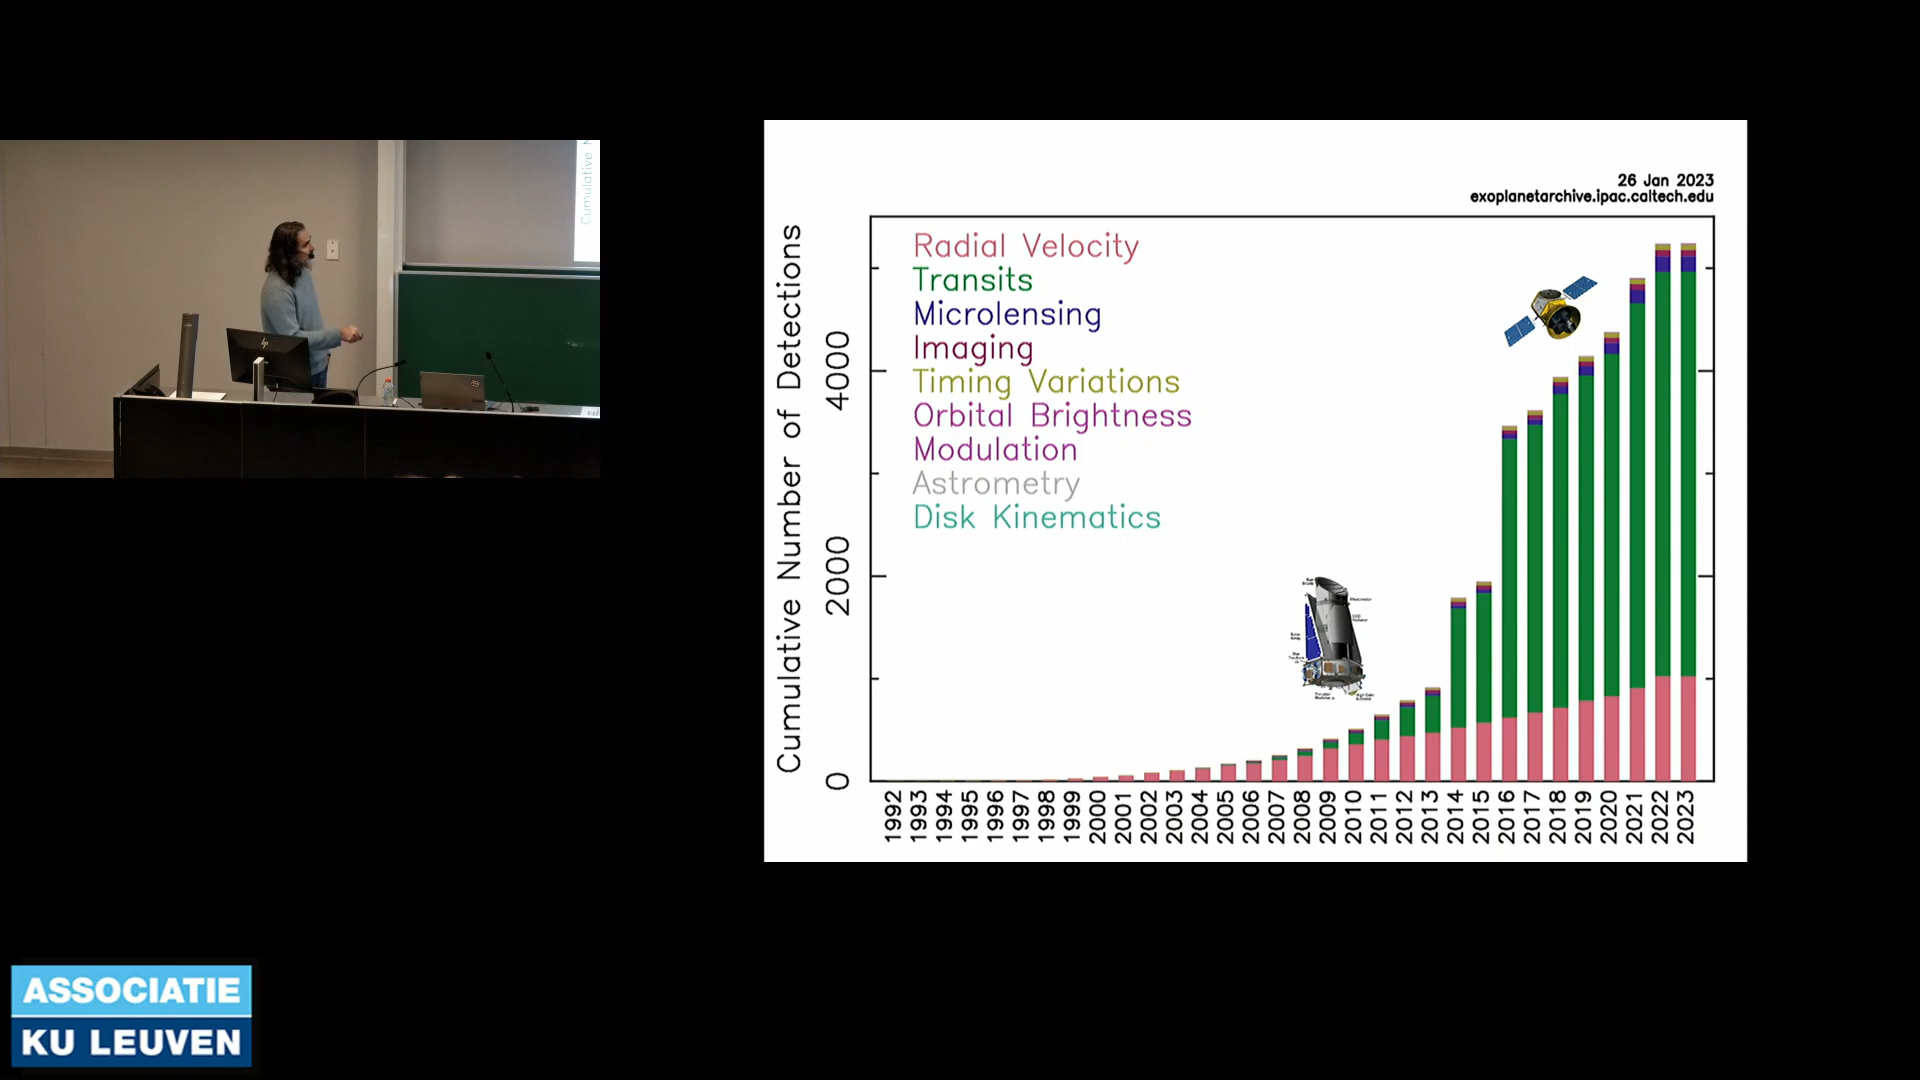 Cumulative N
hp
26 Jan 2023
exoplanetarchive.ipac.caltech.edu
Cumulative Number of Detections
Radial Velocity
Transits
Microlensing
Imaging
Timing Variations
Orbital Brightness
Modulation
Astrometry
Disk Kinematics
4000
2000
0
1992
1993
1994
1995
1996
1997
1998
1999
2000
2001
2002
2003
2004
2005
2006
2007
2008
2009
2010
2011
2012
2013
2014
2015
2016
2017
2018
2019
2020
2021
2022
2023
ASSOCIATIE
KU LEUVEN